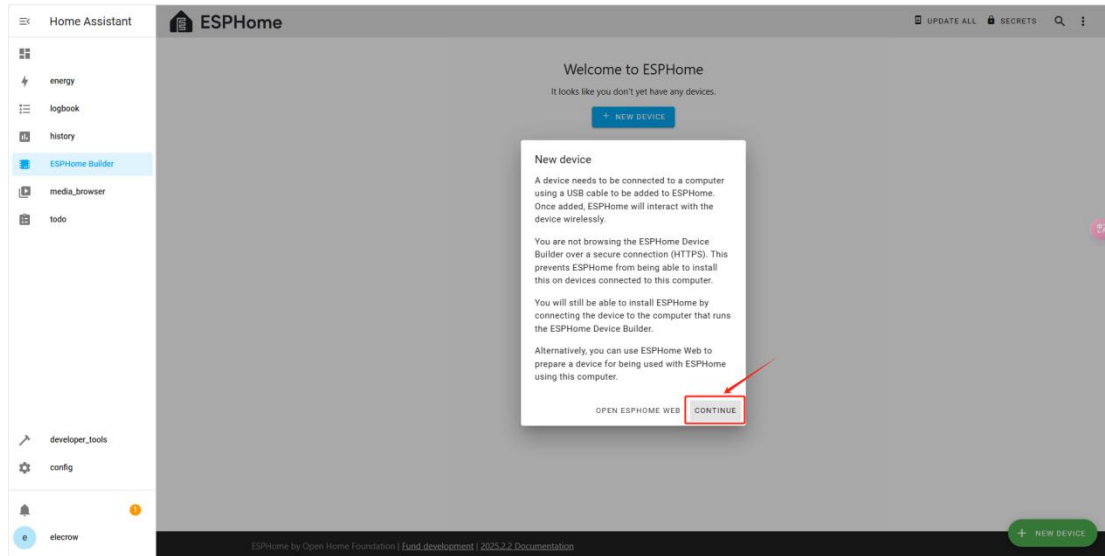 Home Assistant
ESPHome
UPDATE ALL
SECRETS
energy
logbook
history
ESPHome Builder
media_browser
todo
developer_tools
config
1
e
elecrow
Welcome to ESPHome
It looks like you don't yet have any devices.
+ NEW DEVICE
New device
A device needs to be connected to a computer
using a USB cable to be added to ESPHome.
Once added, ESPHome will interact with the
device wirelessly.
You are not browsing the ESPHome Device
Builder over a secure connection (HTTPS). This
prevents ESPHome from being able to install
this on devices connected to this computer.
You will still be able to install ESPHome by
connecting the device to the computer that runs
the ESPHome Device Builder.
Alternatively, you can use ESPHome Web to
prepare a device for being used with ESPHome
using this computer.
OPEN ESPHOME WEB
CONTINUE
+ NEW DEVICE
ESPHome by Open Home Foundation | Fund development | 2025.2.2 Documentation